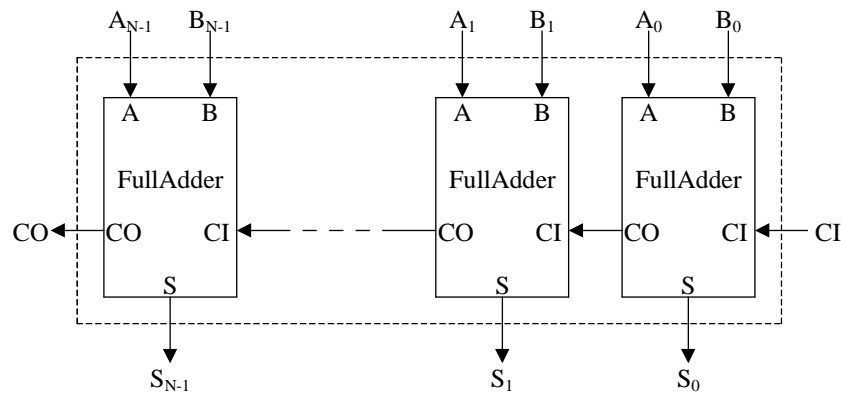 A_{N-1} B_{N-1} A_1 B_1 A_0 B_0
A B A B A B
FullAdder FullAdder FullAdder
CO CO CI CO CI CO CI CI
S S S
S_{N-1} S_1 S_0